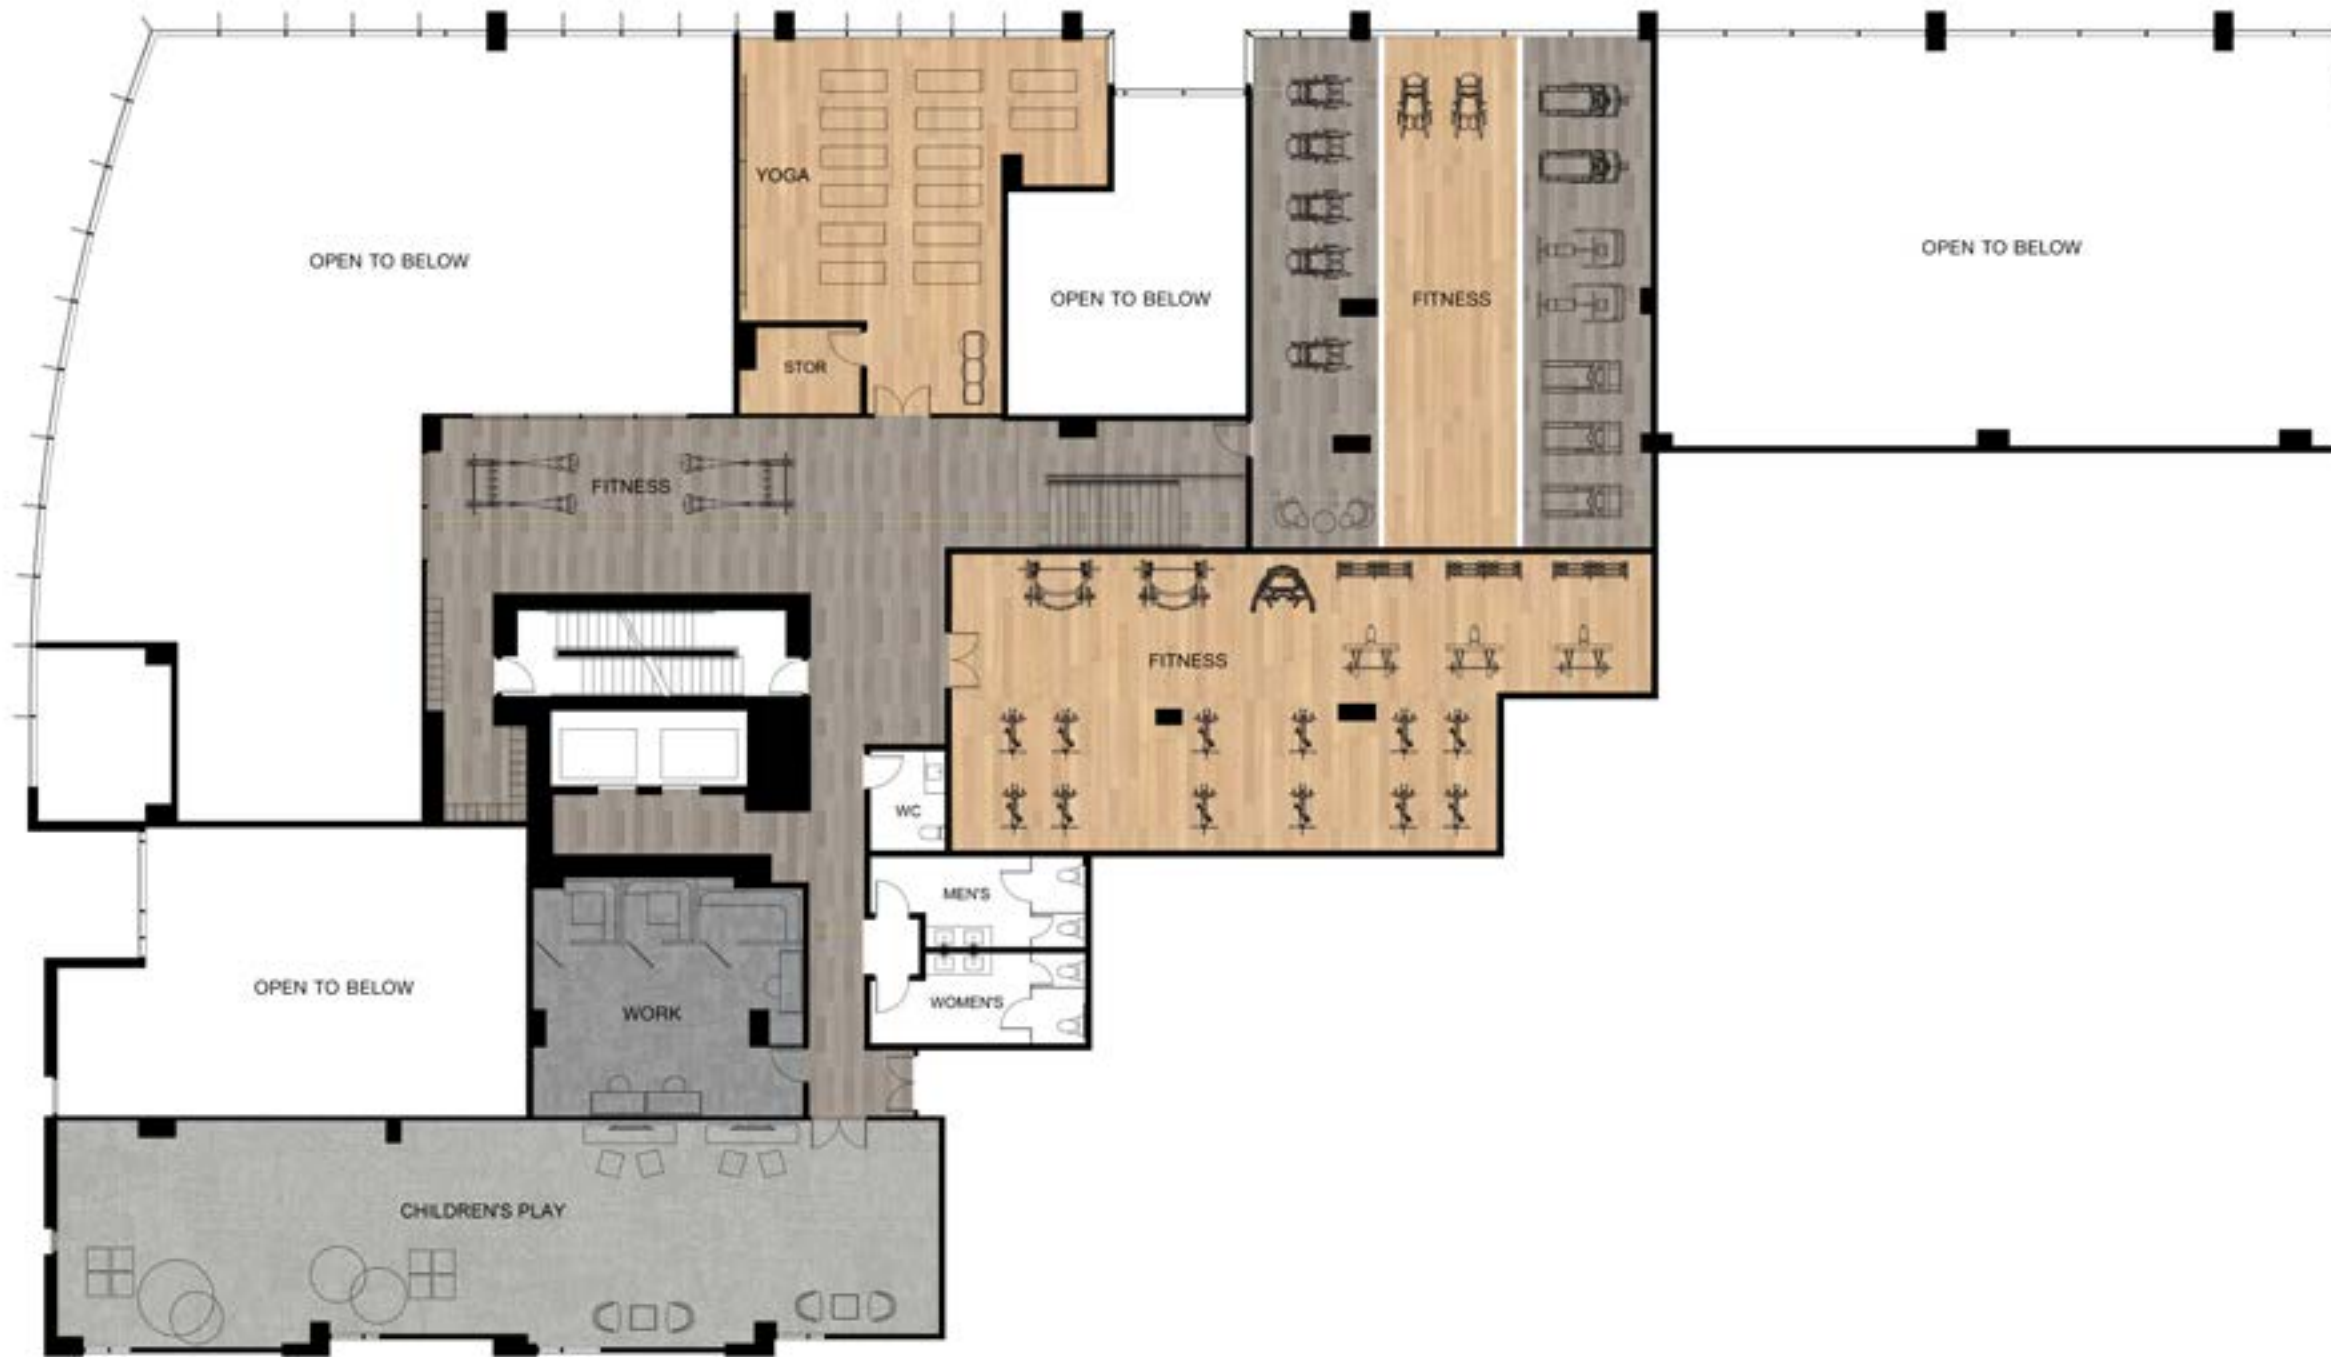 YOGA
OPEN TO BELOW
OPEN TO BELOW
OPEN TO BELOW
FITNESS
STOR
FITNESS
FITNESS
WC
MEN'S
OPEN TO BELOW
WOMEN'S
WORK
CHILDREN'S PLAY